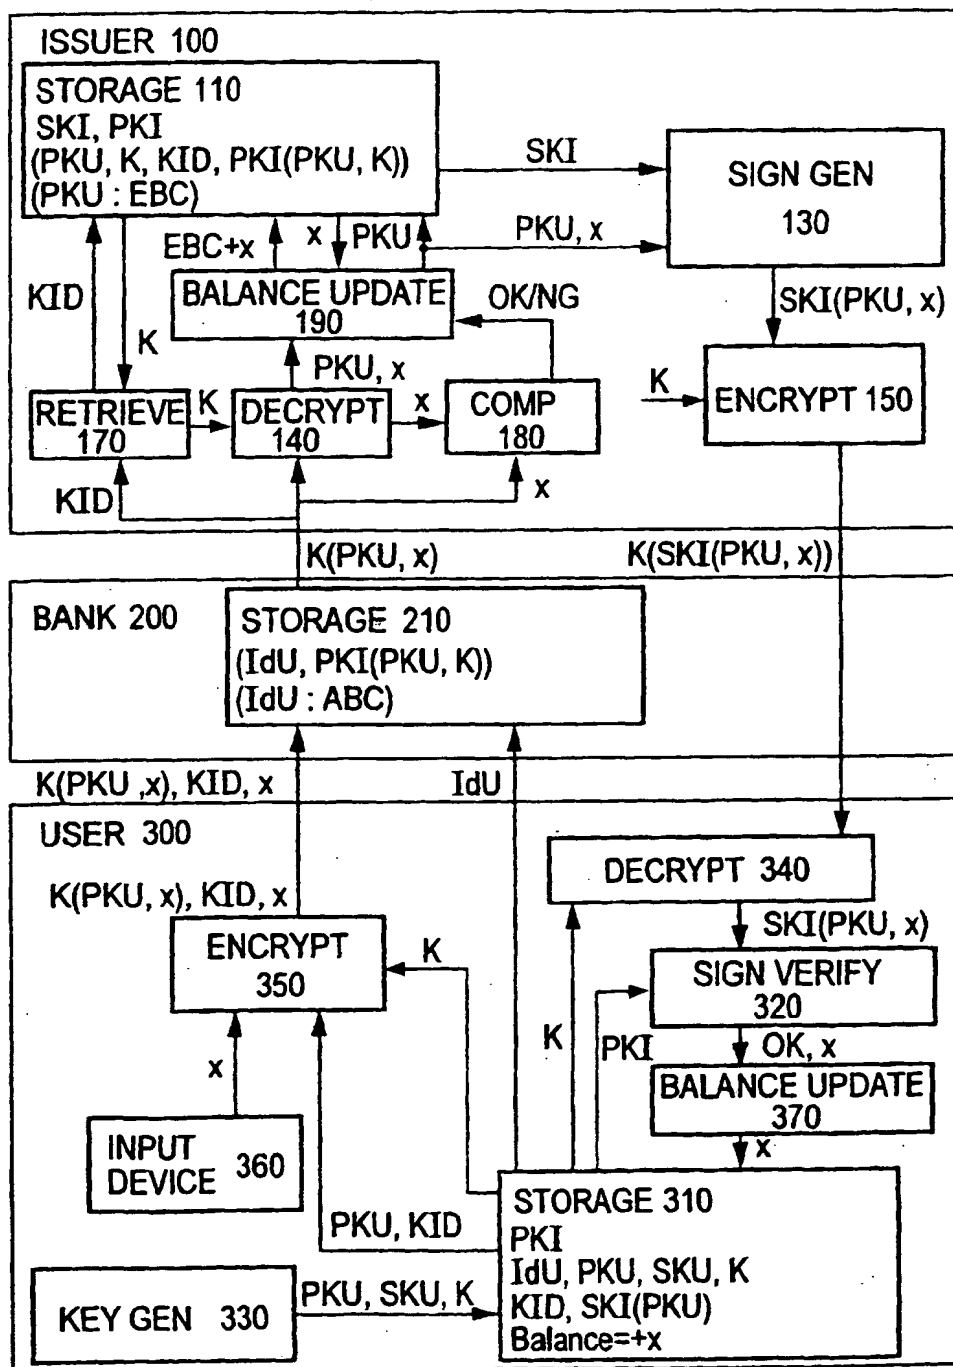 ISSUER 100
STORAGE 110
SKI, PKI
(PKU, K, KID, PKI(PKU, K))
(PKU : EBC)
SKI
SIGN GEN
130
EBC+x
x
PKU
PKU, x
KID
K
BALANCE UPDATE
190
OK/NG
SKI(PKU, x)
PKU, x
K
RETRIEVE
170
K
DECRYPT
140
x
COMP
180
ENCRYPT 150
KID
x
K(PKU, x)
K(SKI(PKU, x))
BANK 200
STORAGE 210
(IdU, PKI(PKU, K))
(IdU : ABC)
K(PKU ,x), KID, x
IdU
USER 300
DECRYPT 340
K(PKU, x), KID, x
SKI(PKU, x)
ENCRYPT
350
K
SIGN VERIFY
320
K
PKI
OK, x
x
BALANCE UPDATE
370
x
INPUT
DEVICE 360
STORAGE 310
PKI
IdU, PKU, SKU, K
KID, SKI(PKU)
Balance=+x
PKU, KID
KEY GEN 330
PKU, SKU, K